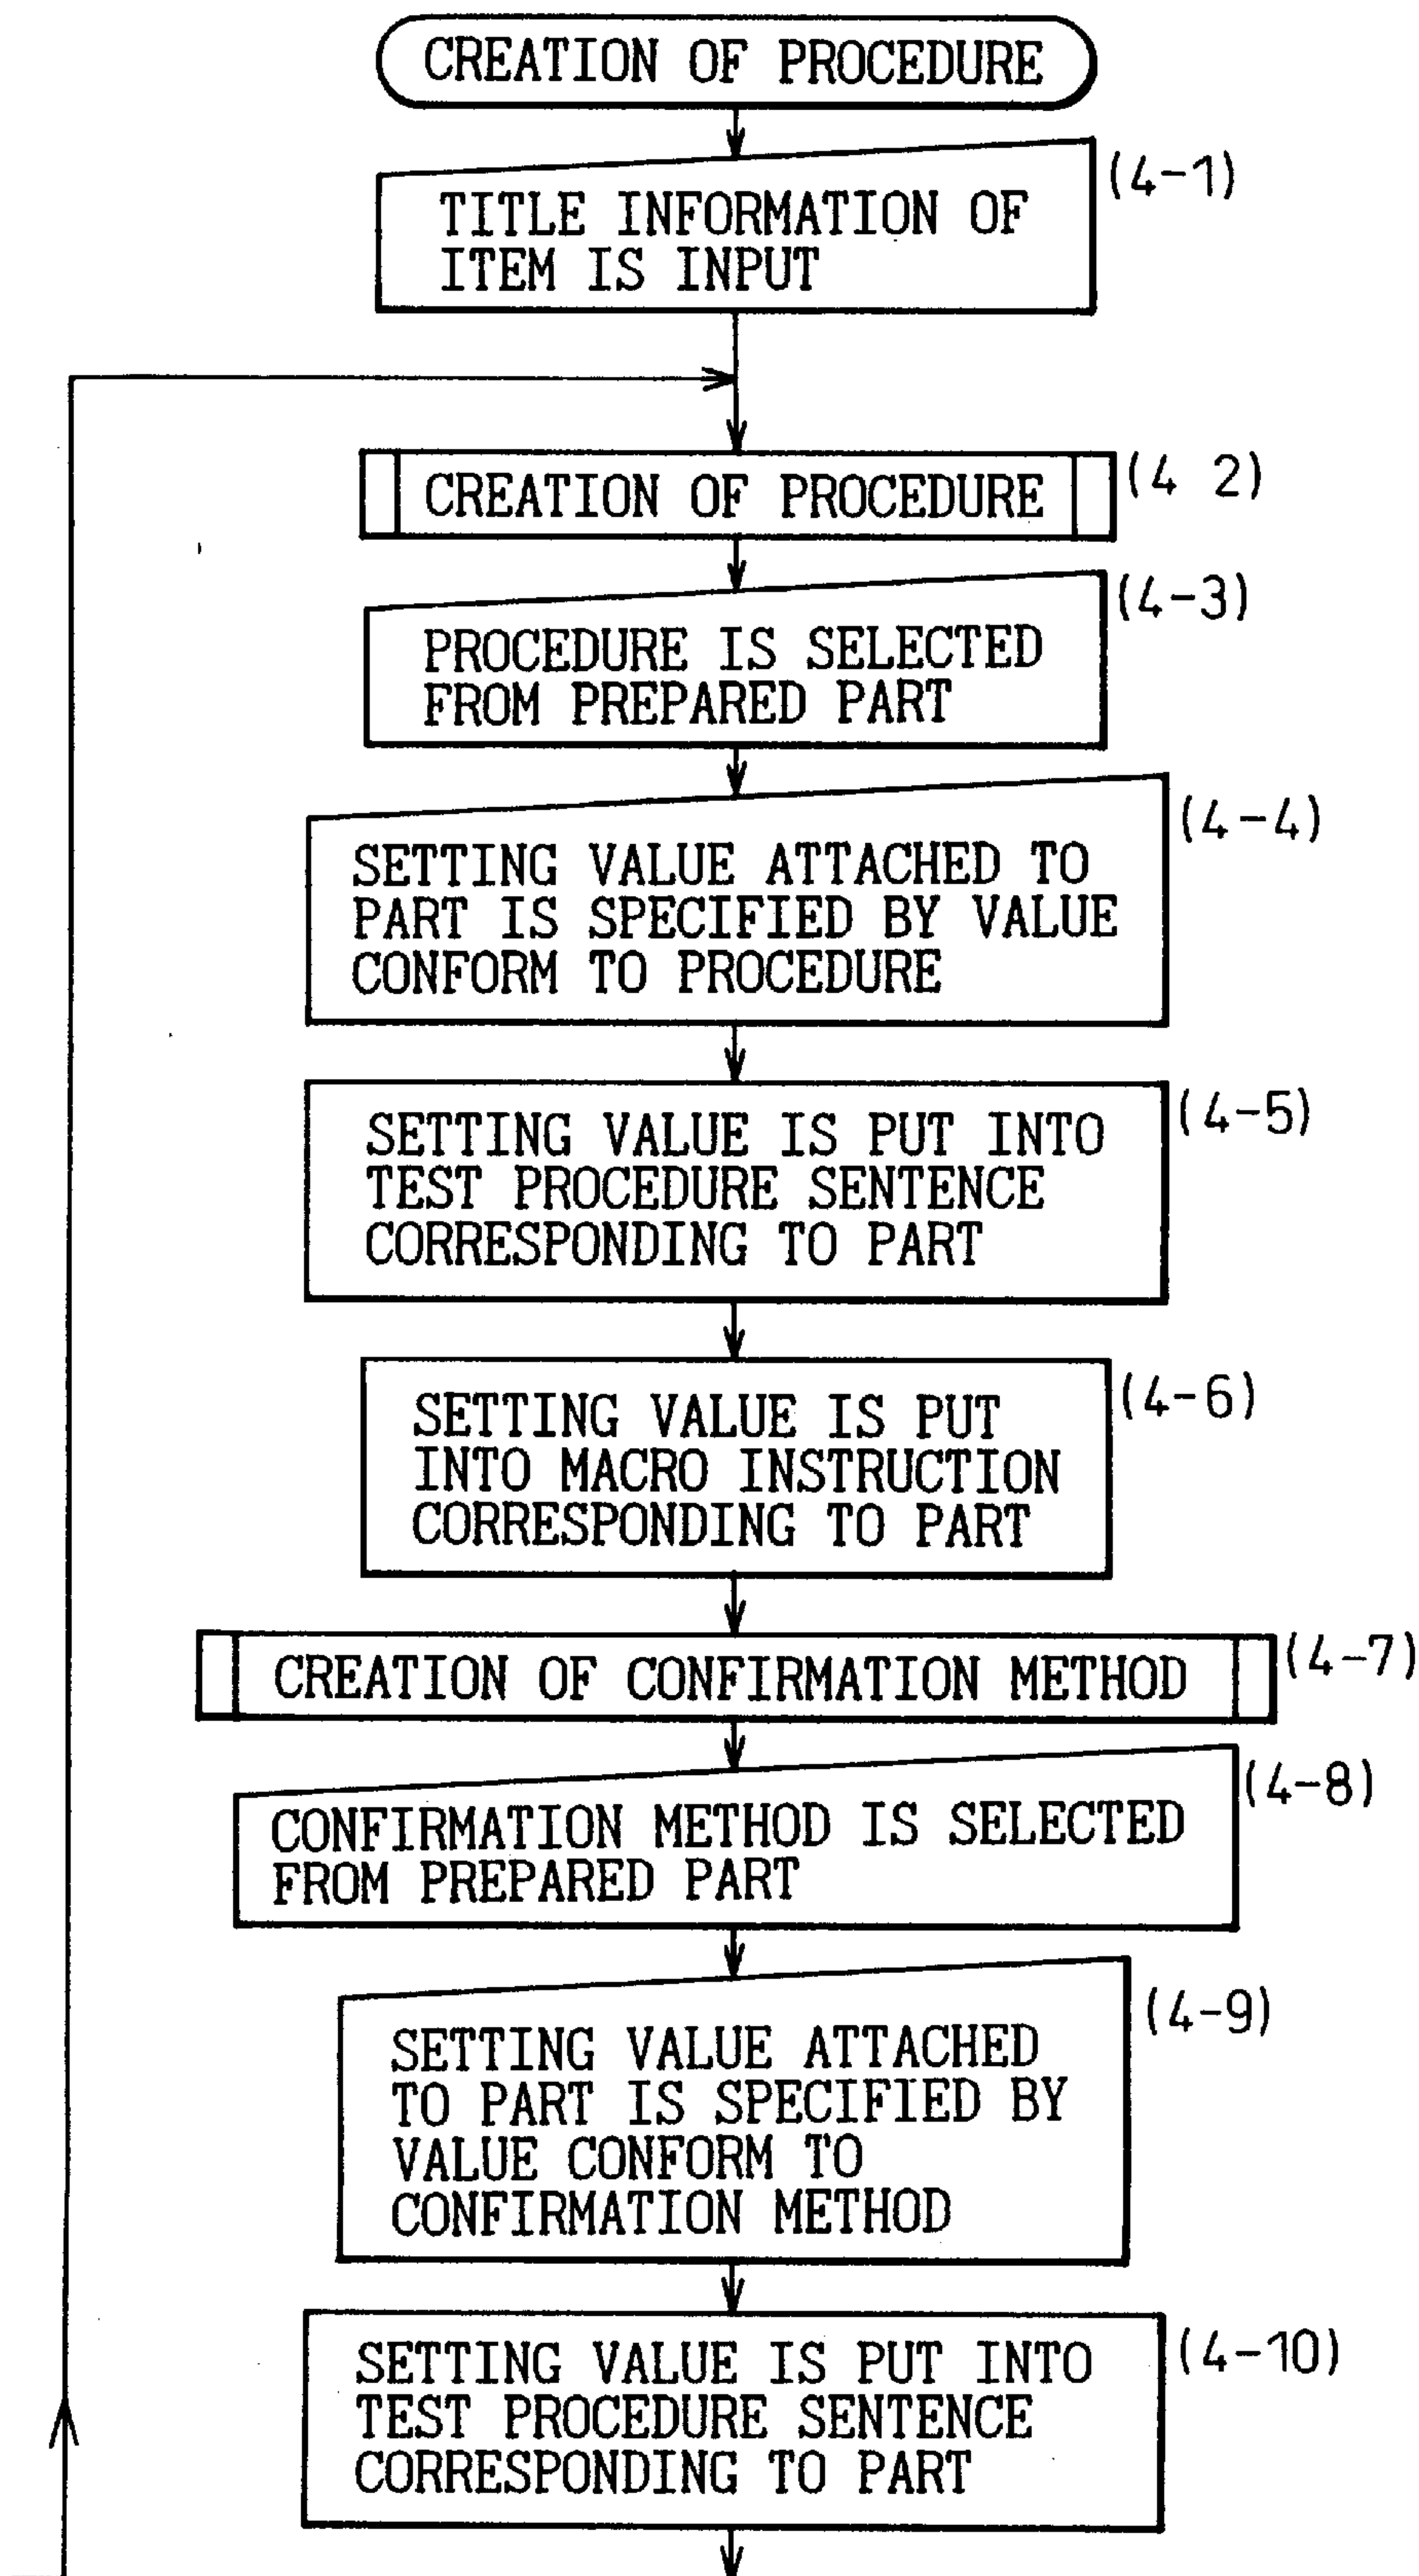 CREATION OF PROCEDURE
(4-1)
TITLE INFORMATION OF
ITEM IS INPUT
(4 2)
CREATION OF PROCEDURE
(4-3)
PROCEDURE IS SELECTED
FROM PREPARED PART
(4-4)
SETTING VALUE ATTACHED TO
PART IS SPECIFIED BY VALUE
CONFORM TO PROCEDURE
(4-5)
SETTING VALUE IS PUT INTO
TEST PROCEDURE SENTENCE
CORRESPONDING TO PART
(4-6)
SETTING VALUE IS PUT
INTO MACRO INSTRUCTION
CORRESPONDING TO PART
(4-7)
CREATION OF CONFIRMATION METHOD
(4-8)
CONFIRMATION METHOD IS SELECTED
FROM PREPARED PART
(4-9)
SETTING VALUE ATTACHED
TO PART IS SPECIFIED BY
VALUE CONFORM TO
CONFIRMATION METHOD
(4-10)
SETTING VALUE IS PUT INTO
TEST PROCEDURE SENTENCE
CORRESPONDING TO PART